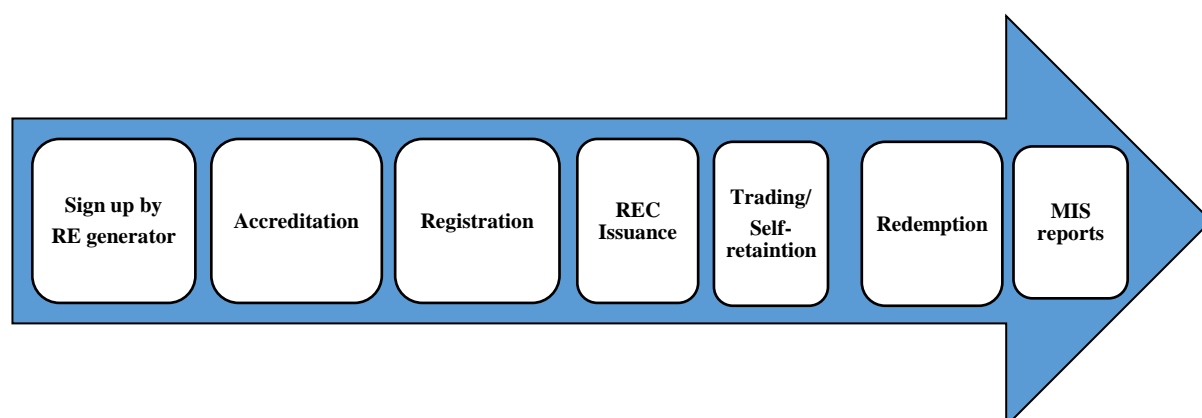 Sign up by
RE generator
Accreditation
Registration
REC
Issuance
Trading/
Self-
retaintion
Redemption
MIS
reports